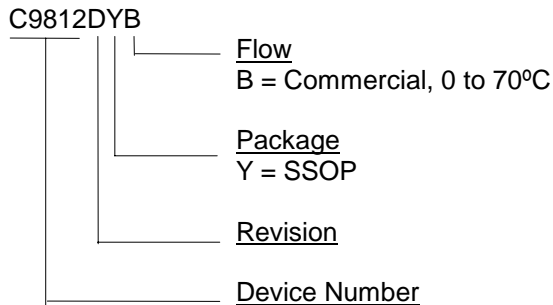 C9812DYB
Flow
B = Commercial, 0 to 70ºC
Package
Y = SSOP
Revision
Device Number